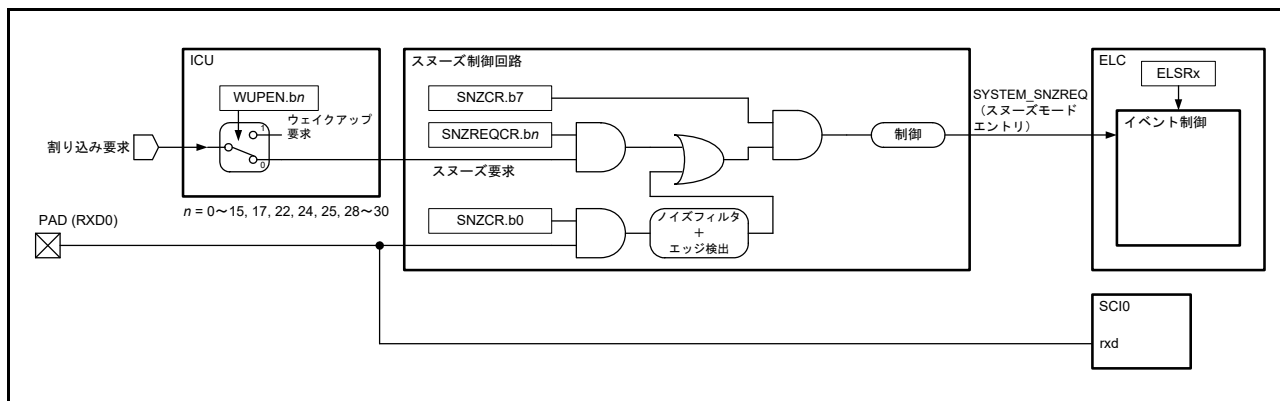 ICU
WUPEN.bn
1
ウェイクアップ
要求
0
割り込み要求
n = 0～15, 17, 22, 24, 25, 28～30
PAD (RXD0)
スヌーズ制御回路
SNZCR.b7
SNZREQCR.bn
スヌーズ要求
SNZCR.b0
ノイズフィルタ
＋
エッジ検出
制御
SYSTEM_SNZREQ
（スヌーズモード
エントリ）
ELC
ELSRx
イベント制御
SCI0
rxd